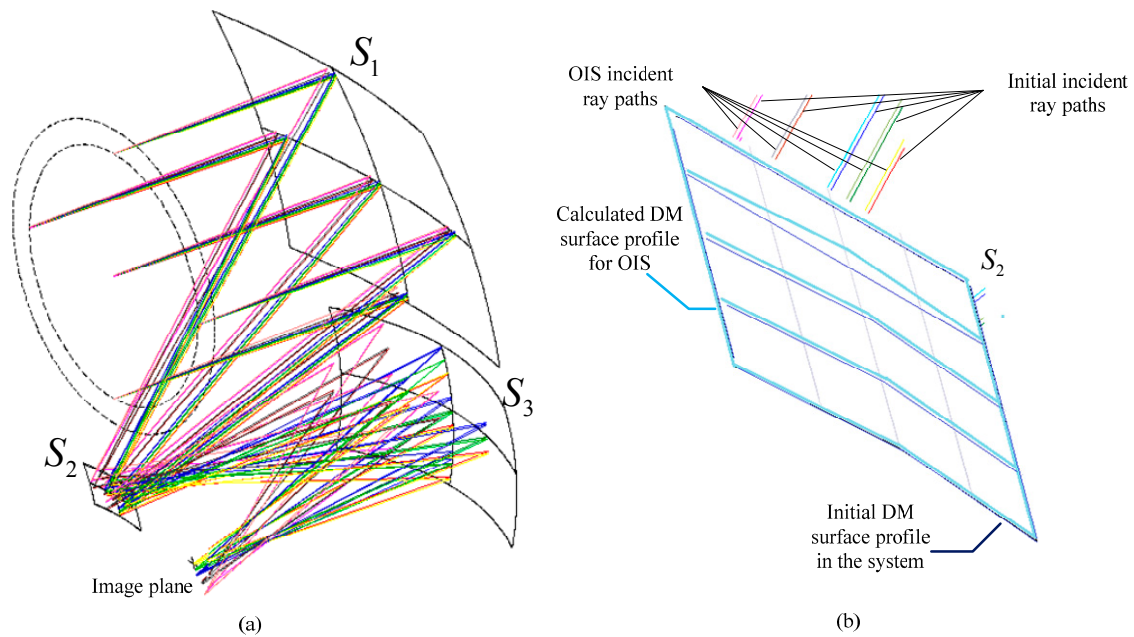 S1
S2
S3
Image plane
(a)
OIS incident
ray paths
Initial incident
ray paths
Calculated DM
surface profile
for OIS
S2
Initial DM
surface profile
in the system
(b)